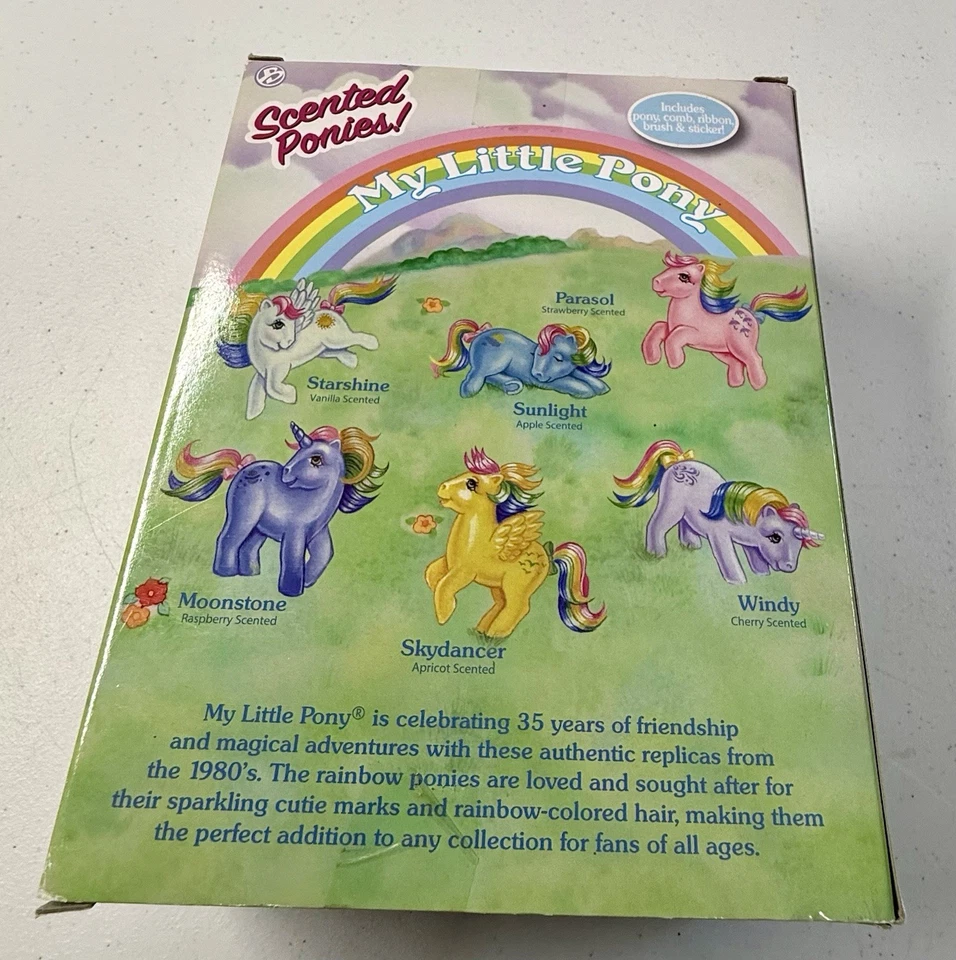 Scented
Ponies!
Includes
pony, comb, ribbon,
brush & sticker!
My Little Pony
Parasol
Strawberry Scented
Starshine
Vanilla Scented
Sunlight
Apple Scented
Moonstone
Raspberry Scented
Windy
Cherry Scented
Skydancer
Apricot Scented
My Little Pony® is celebrating 35 years of friendship
and magical adventures with these authentic replicas from
the 1980's. The rainbow ponies are loved and sought after for
their sparkling cutie marks and rainbow-colored hair, making them
the perfect addition to any collection for fans of all ages.